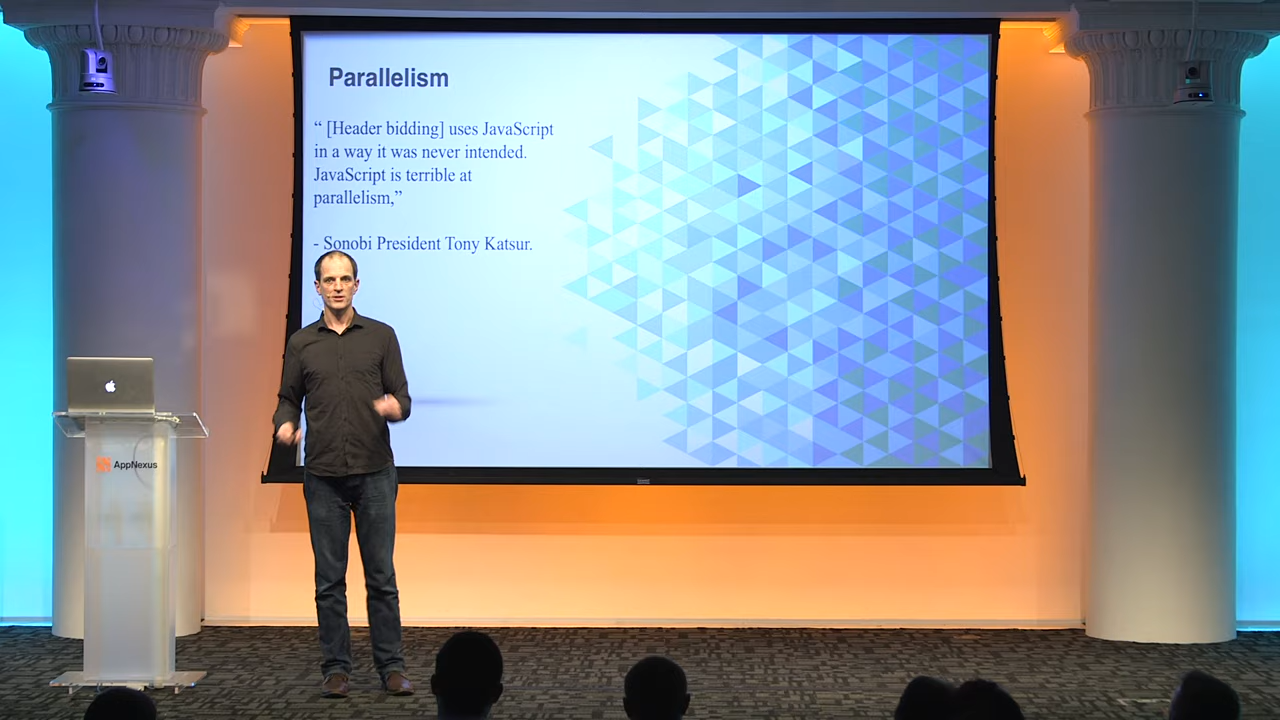 Parallelism
“ [Header bidding] uses JavaScript
in a way it was never intended.
JavaScript is terrible at
parallelism,”
- Sonobi President Tony Katsur.
AppNexus